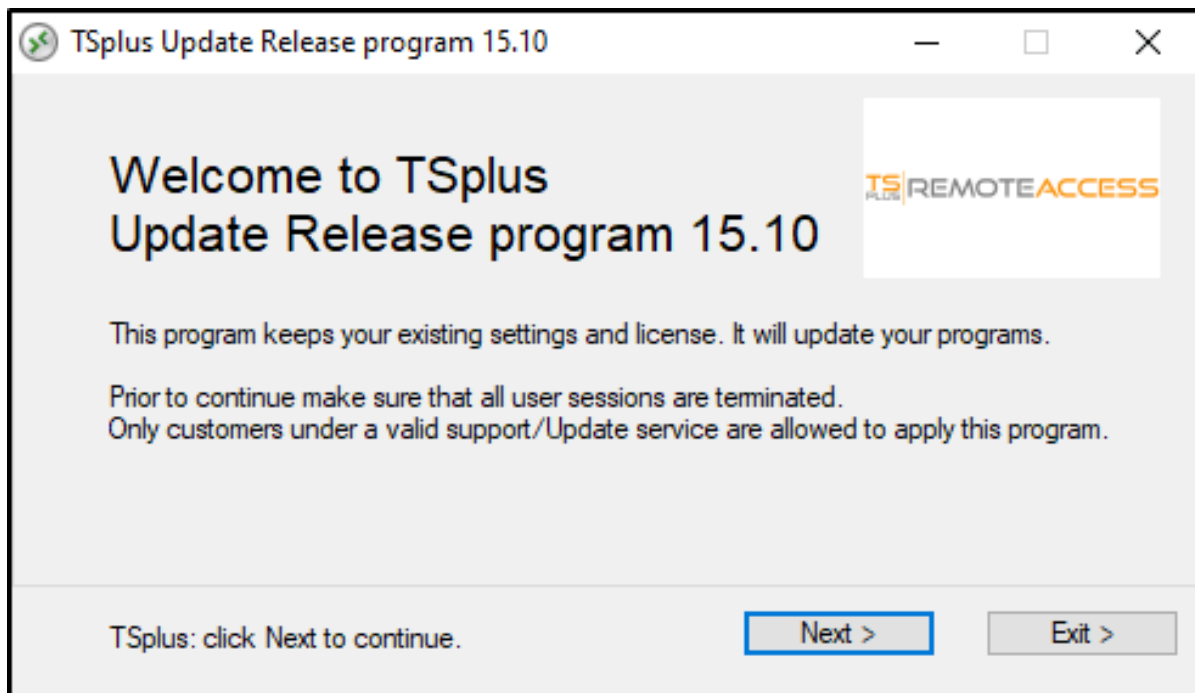 TSplus Update Release program 15.10
Welcome to TSplus
Update Release program 15.10
TS PLUS REMOTEACCESS
This program keeps your existing settings and license. It will update your programs.
Prior to continue make sure that all user sessions are terminated.
Only customers under a valid support/Update service are allowed to apply this program.
TSplus: click Next to continue.
Next >
Exit >